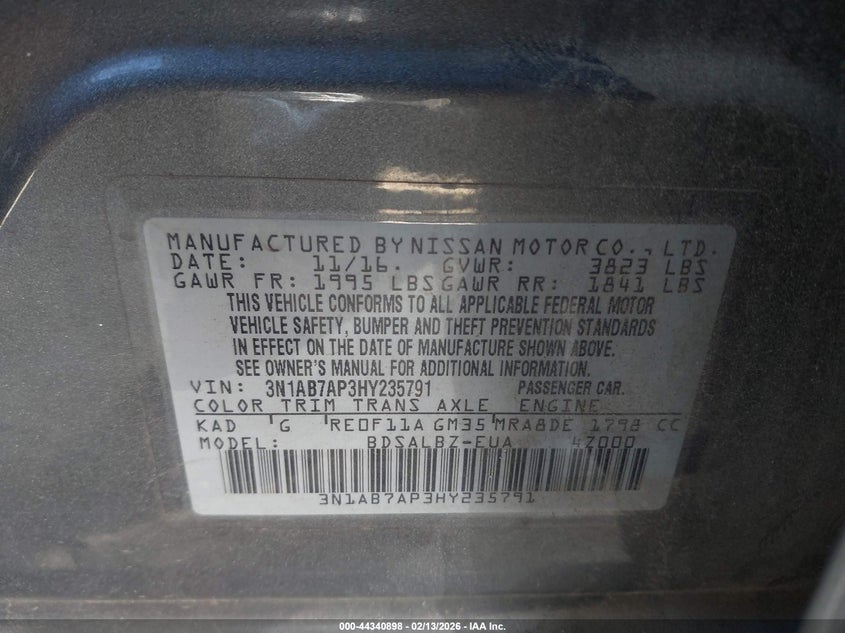 MANUFACTURED BY NISSAN MOTOR CO., LTD.
DATE: 11/16. GVWR: 3823 LBS
GAWR FR: 1995 LBS GAWR RR: 1841 LBS
THIS VEHICLE CONFORMS TO ALL APPLICABLE FEDERAL MOTOR
VEHICLE SAFETY, BUMPER AND THEFT PREVENTION STANDARDS
IN EFFECT ON THE DATE OF MANUFACTURE SHOWN ABOVE.
SEE OWNER'S MANUAL FOR ADDITIONAL INFORMATION.
VIN: 3N1AB7AP3HY235791 PASSENGER CAR.
COLOR TRIM TRANS AXLE ENGINE
KAD G RE0F11A GM35 MRA8DE 1798 CC
MODEL: BDSALBZ-EUA 4Z000
3N1AB7AP3HY235791
000-44340898 - 02/13/2026 - IAA Inc.